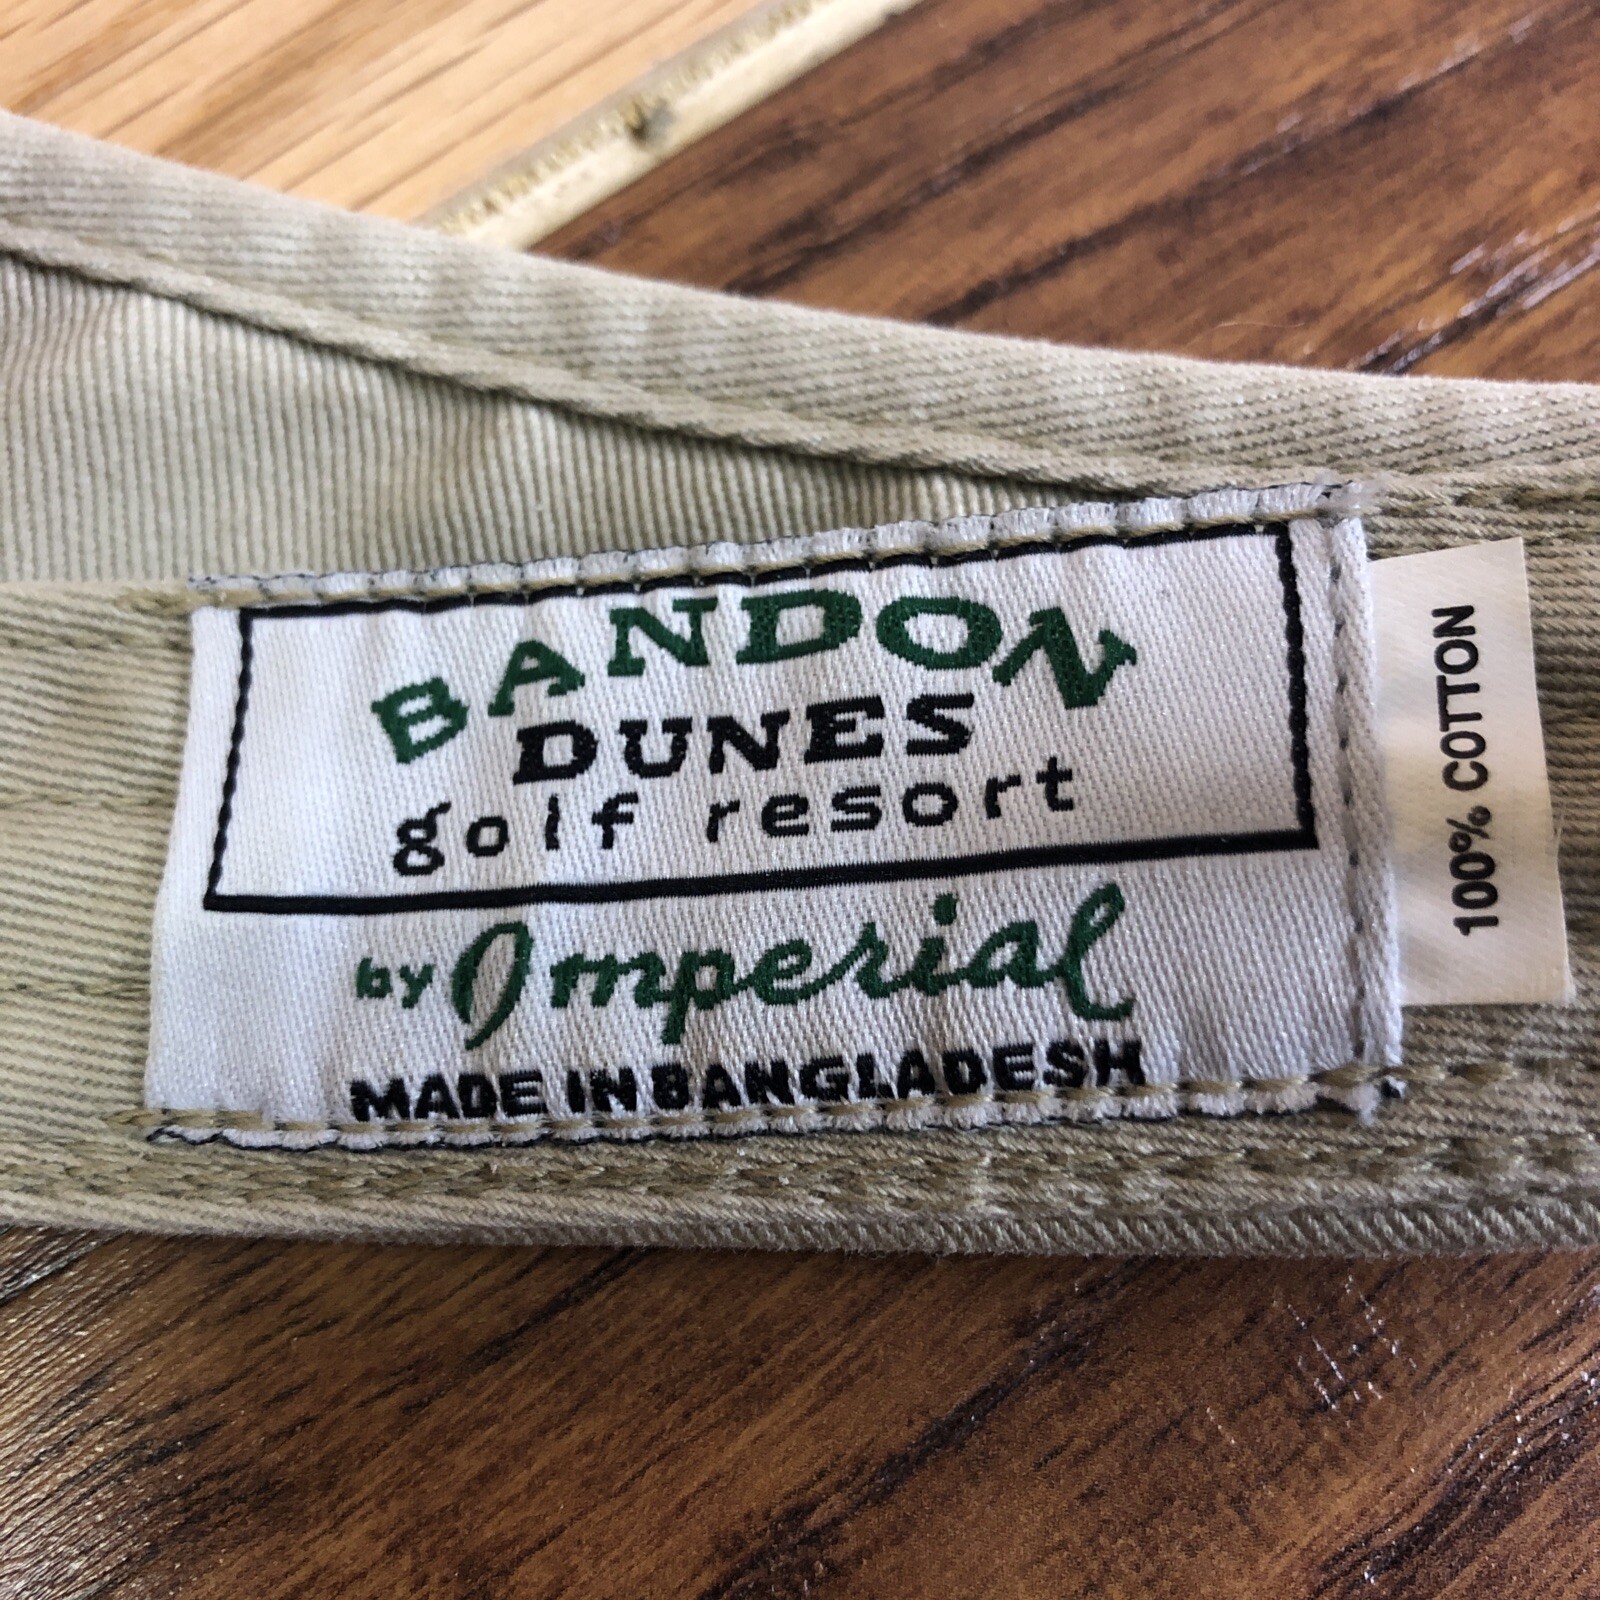 BANDON
DUNES
golf resort
by Imperial
MADE IN BANGLADESH
100% COTTON